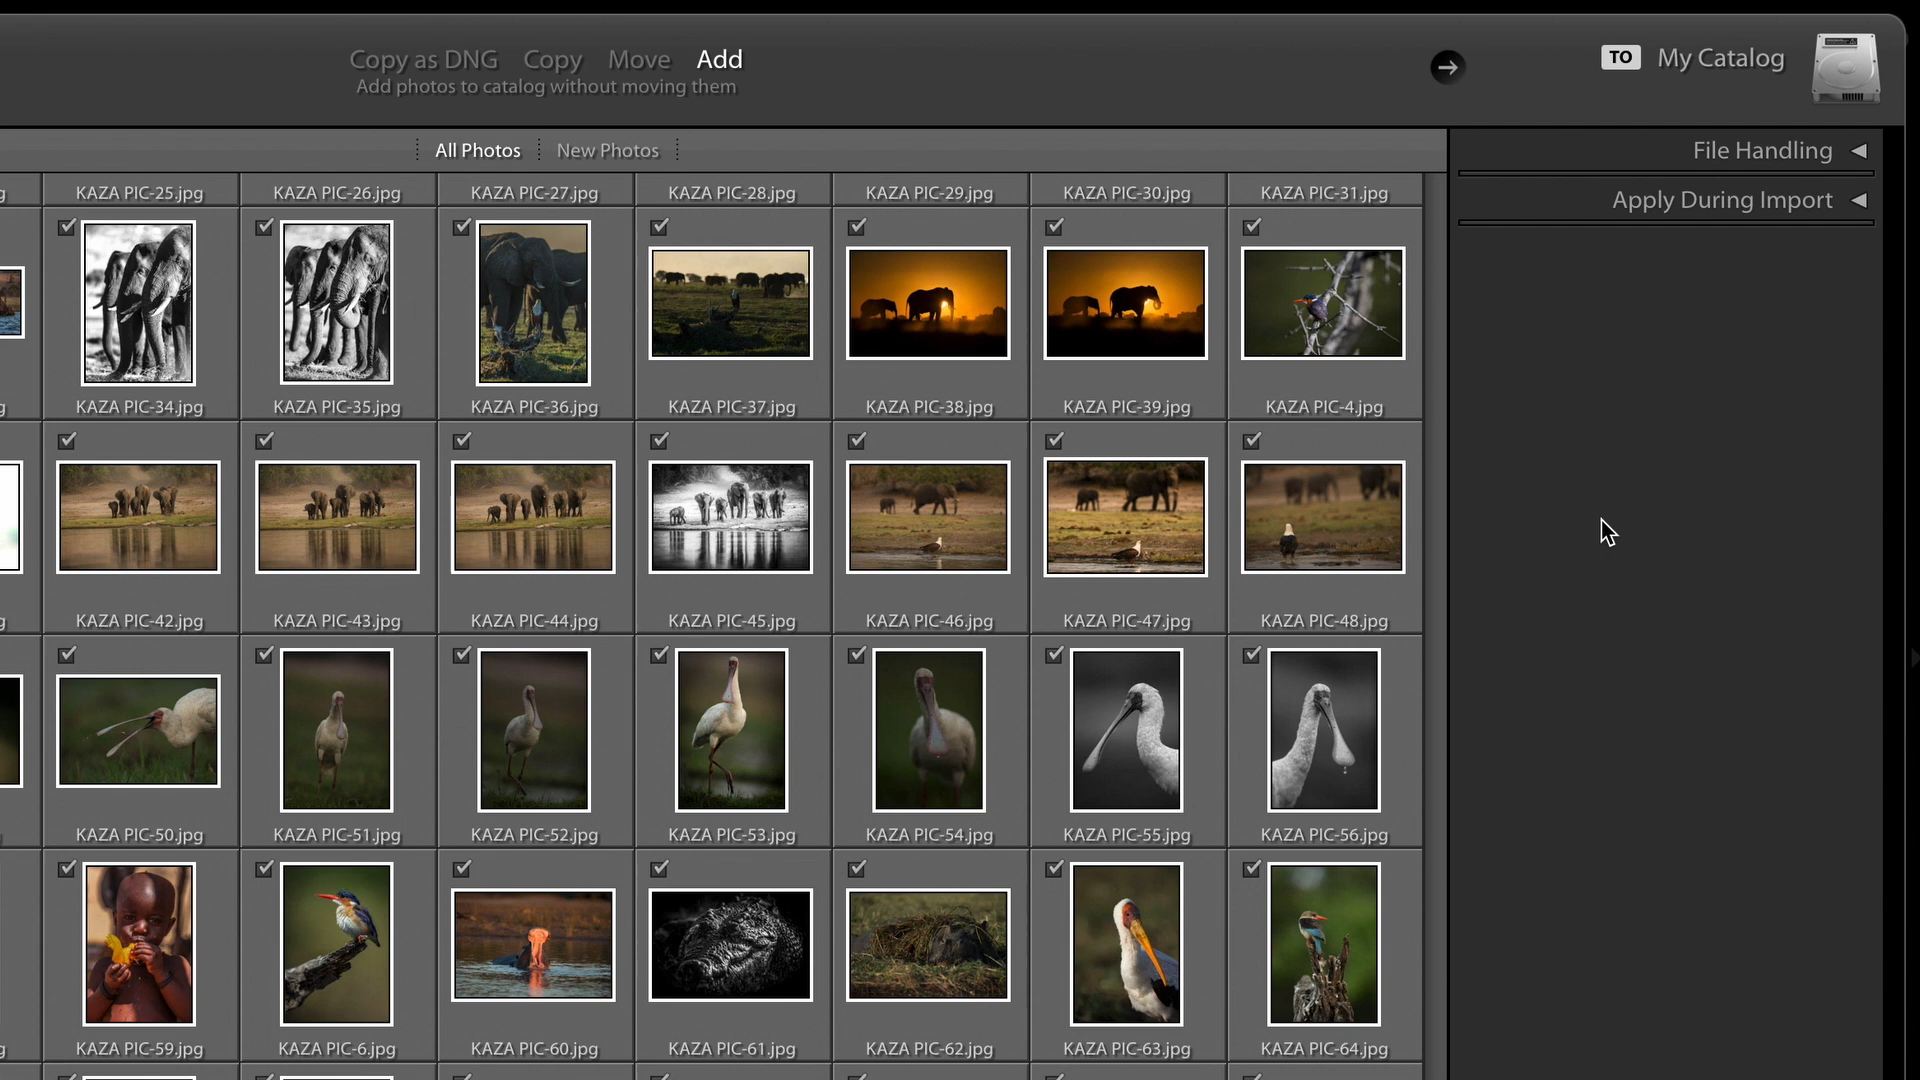 Copy as DNG Copy Move Add
Add photos to catalog without moving them
TO My Catalog
All Photos New Photos
File Handling
Apply During Import
g KAZA PIC-25.jpg KAZA PIC-26.jpg KAZA PIC-27.jpg KAZA PIC-28.jpg KAZA PIC-29.jpg KAZA PIC-30.jpg KAZA PIC-31.jpg
g KAZA PIC-34.jpg KAZA PIC-35.jpg KAZA PIC-36.jpg KAZA PIC-37.jpg KAZA PIC-38.jpg KAZA PIC-39.jpg KAZA PIC-4.jpg
g KAZA PIC-42.jpg KAZA PIC-43.jpg KAZA PIC-44.jpg KAZA PIC-45.jpg KAZA PIC-46.jpg KAZA PIC-47.jpg KAZA PIC-48.jpg
KAZA PIC-50.jpg KAZA PIC-51.jpg KAZA PIC-52.jpg KAZA PIC-53.jpg KAZA PIC-54.jpg KAZA PIC-55.jpg KAZA PIC-56.jpg
g KAZA PIC-59.jpg KAZA PIC-6.jpg KAZA PIC-60.jpg KAZA PIC-61.jpg KAZA PIC-62.jpg KAZA PIC-63.jpg KAZA PIC-64.jpg